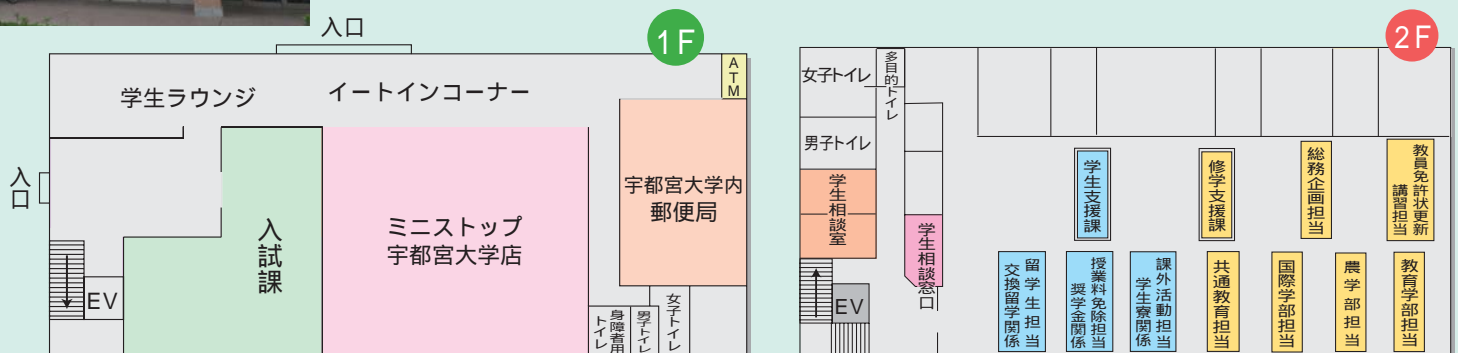 入口
1F
ATM
学生ラウンジ
イートインコーナー
入口
宇都宮大学内
郵便局
入試課
ミニストップ
宇都宮大学店
EV
身障者用
トイレ
男子トイレ
女子トイレ
2F
女子トイレ
多目的トイレ
男子トイレ
学生相談室
学生相談窓口
EV
学生支援課
修学支援課
総務企画担当
教員免許状更新
講習担当
留学生担当
交換留学関係
授業料免除担当
奨学金関係
課外活動担当
学生寮関係
共通教育担当
国際学部担当
農学部担当
教育学部担当